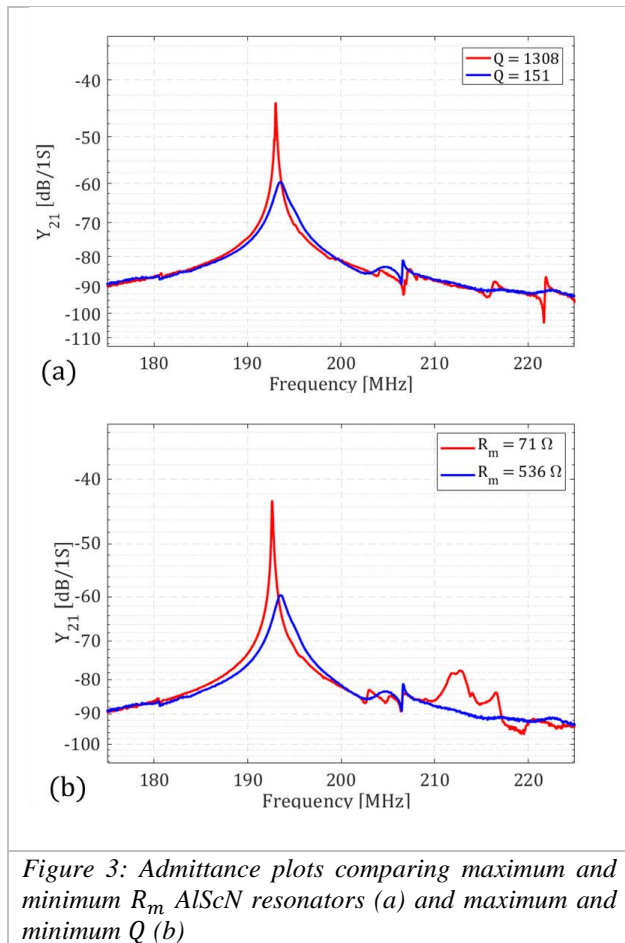 Q = 1308
Q = 151
-40
-50
-60
-70
-80
-90
-100
-110
Y21 [dB/1S]
180 190 200 210 220
(a) Frequency [MHz]
Rm = 71 Ω
Rm = 536 Ω
-40
-50
-60
-70
-80
-90
-100
Y21 [dB/1S]
180 190 200 210 220
(b) Frequency [MHz]
Figure 3: Admittance plots comparing maximum and
minimum Rm AlScN resonators (a) and maximum and
minimum Q (b)